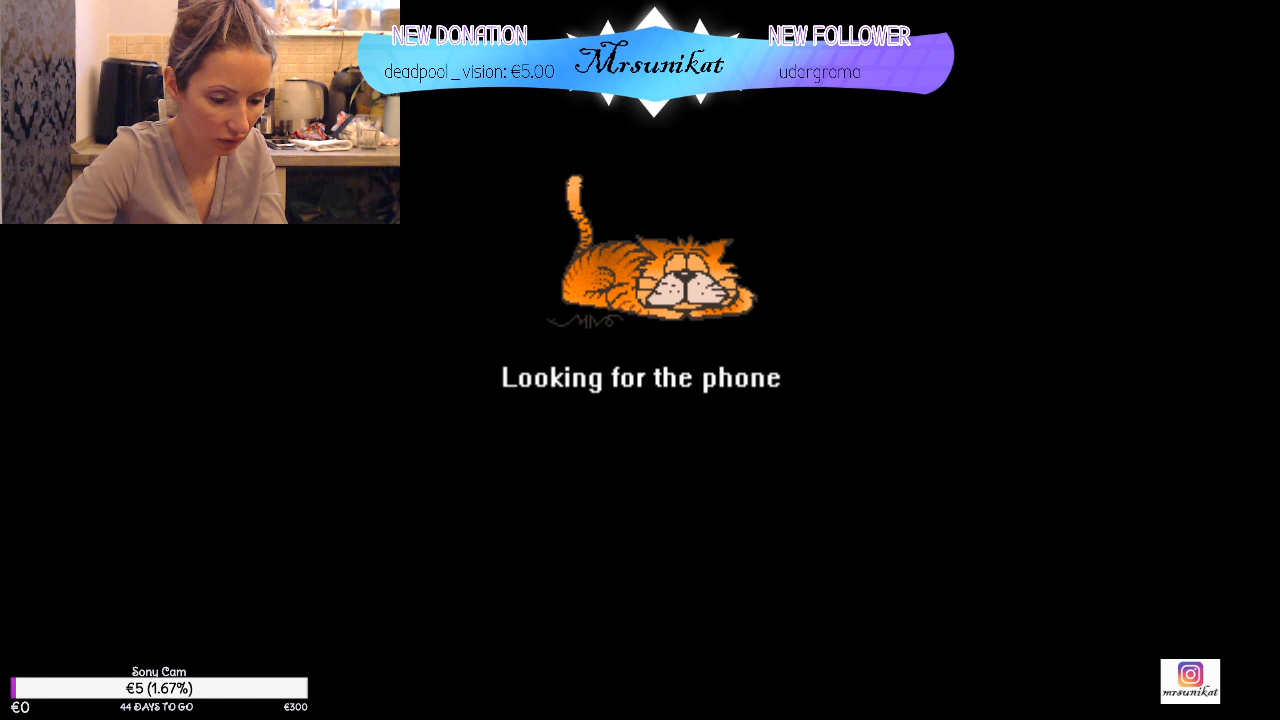 NEW DONATION
deadpool_vision: €5.00
Mrsunikat
NEW FOLLOWER
udargrama
Looking for the phone
Sony Cam
€5 (1.67%)
€0
44 DAYS TO GO
€300
mrsunikat